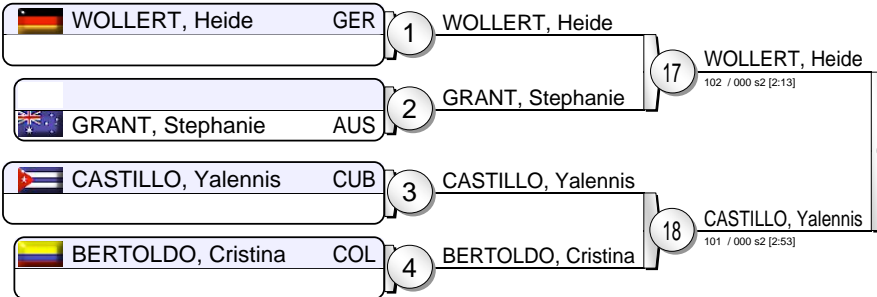 WOLLERT, Heide GER
1
WOLLERT, Heide
17
WOLLERT, Heide
102 / 000 s2 [2:13]
2
GRANT, Stephanie
GRANT, Stephanie AUS
CASTILLO, Yalennis CUB
3
CASTILLO, Yalennis
18
CASTILLO, Yalennis
101 / 000 s2 [2:53]
BERTOLDO, Cristina COL
4
BERTOLDO, Cristina